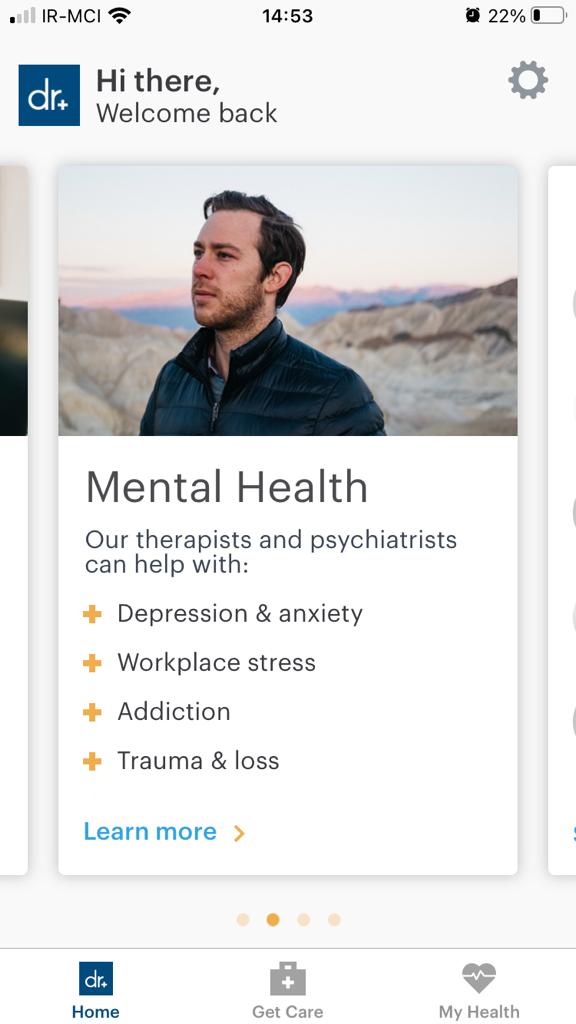 IR-MCI 14:53 22%
dr+ Hi there,
Welcome back
Mental Health
Our therapists and psychiatrists
can help with:
Depression & anxiety
Workplace stress
Addiction
Trauma & loss
Learn more
dr+
Home Get Care My Health